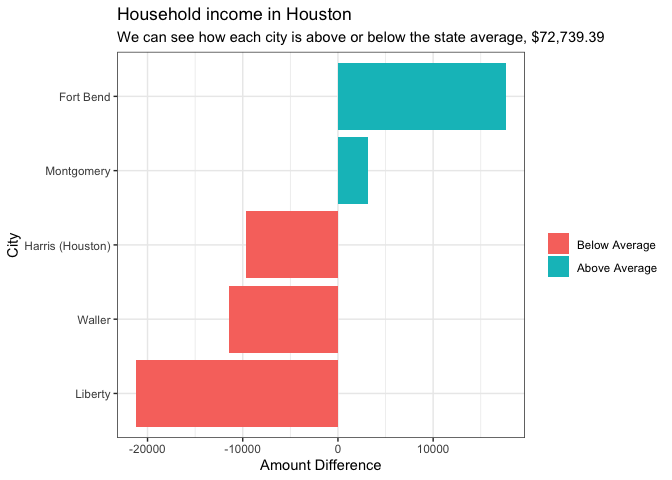 Household income in Houston
We can see how each city is above or below the state average, $72,739.39
City
Fort Bend
Montgomery
Harris (Houston)
Waller
Liberty
-20000
-10000
0
10000
Amount Difference
Below Average
Above Average